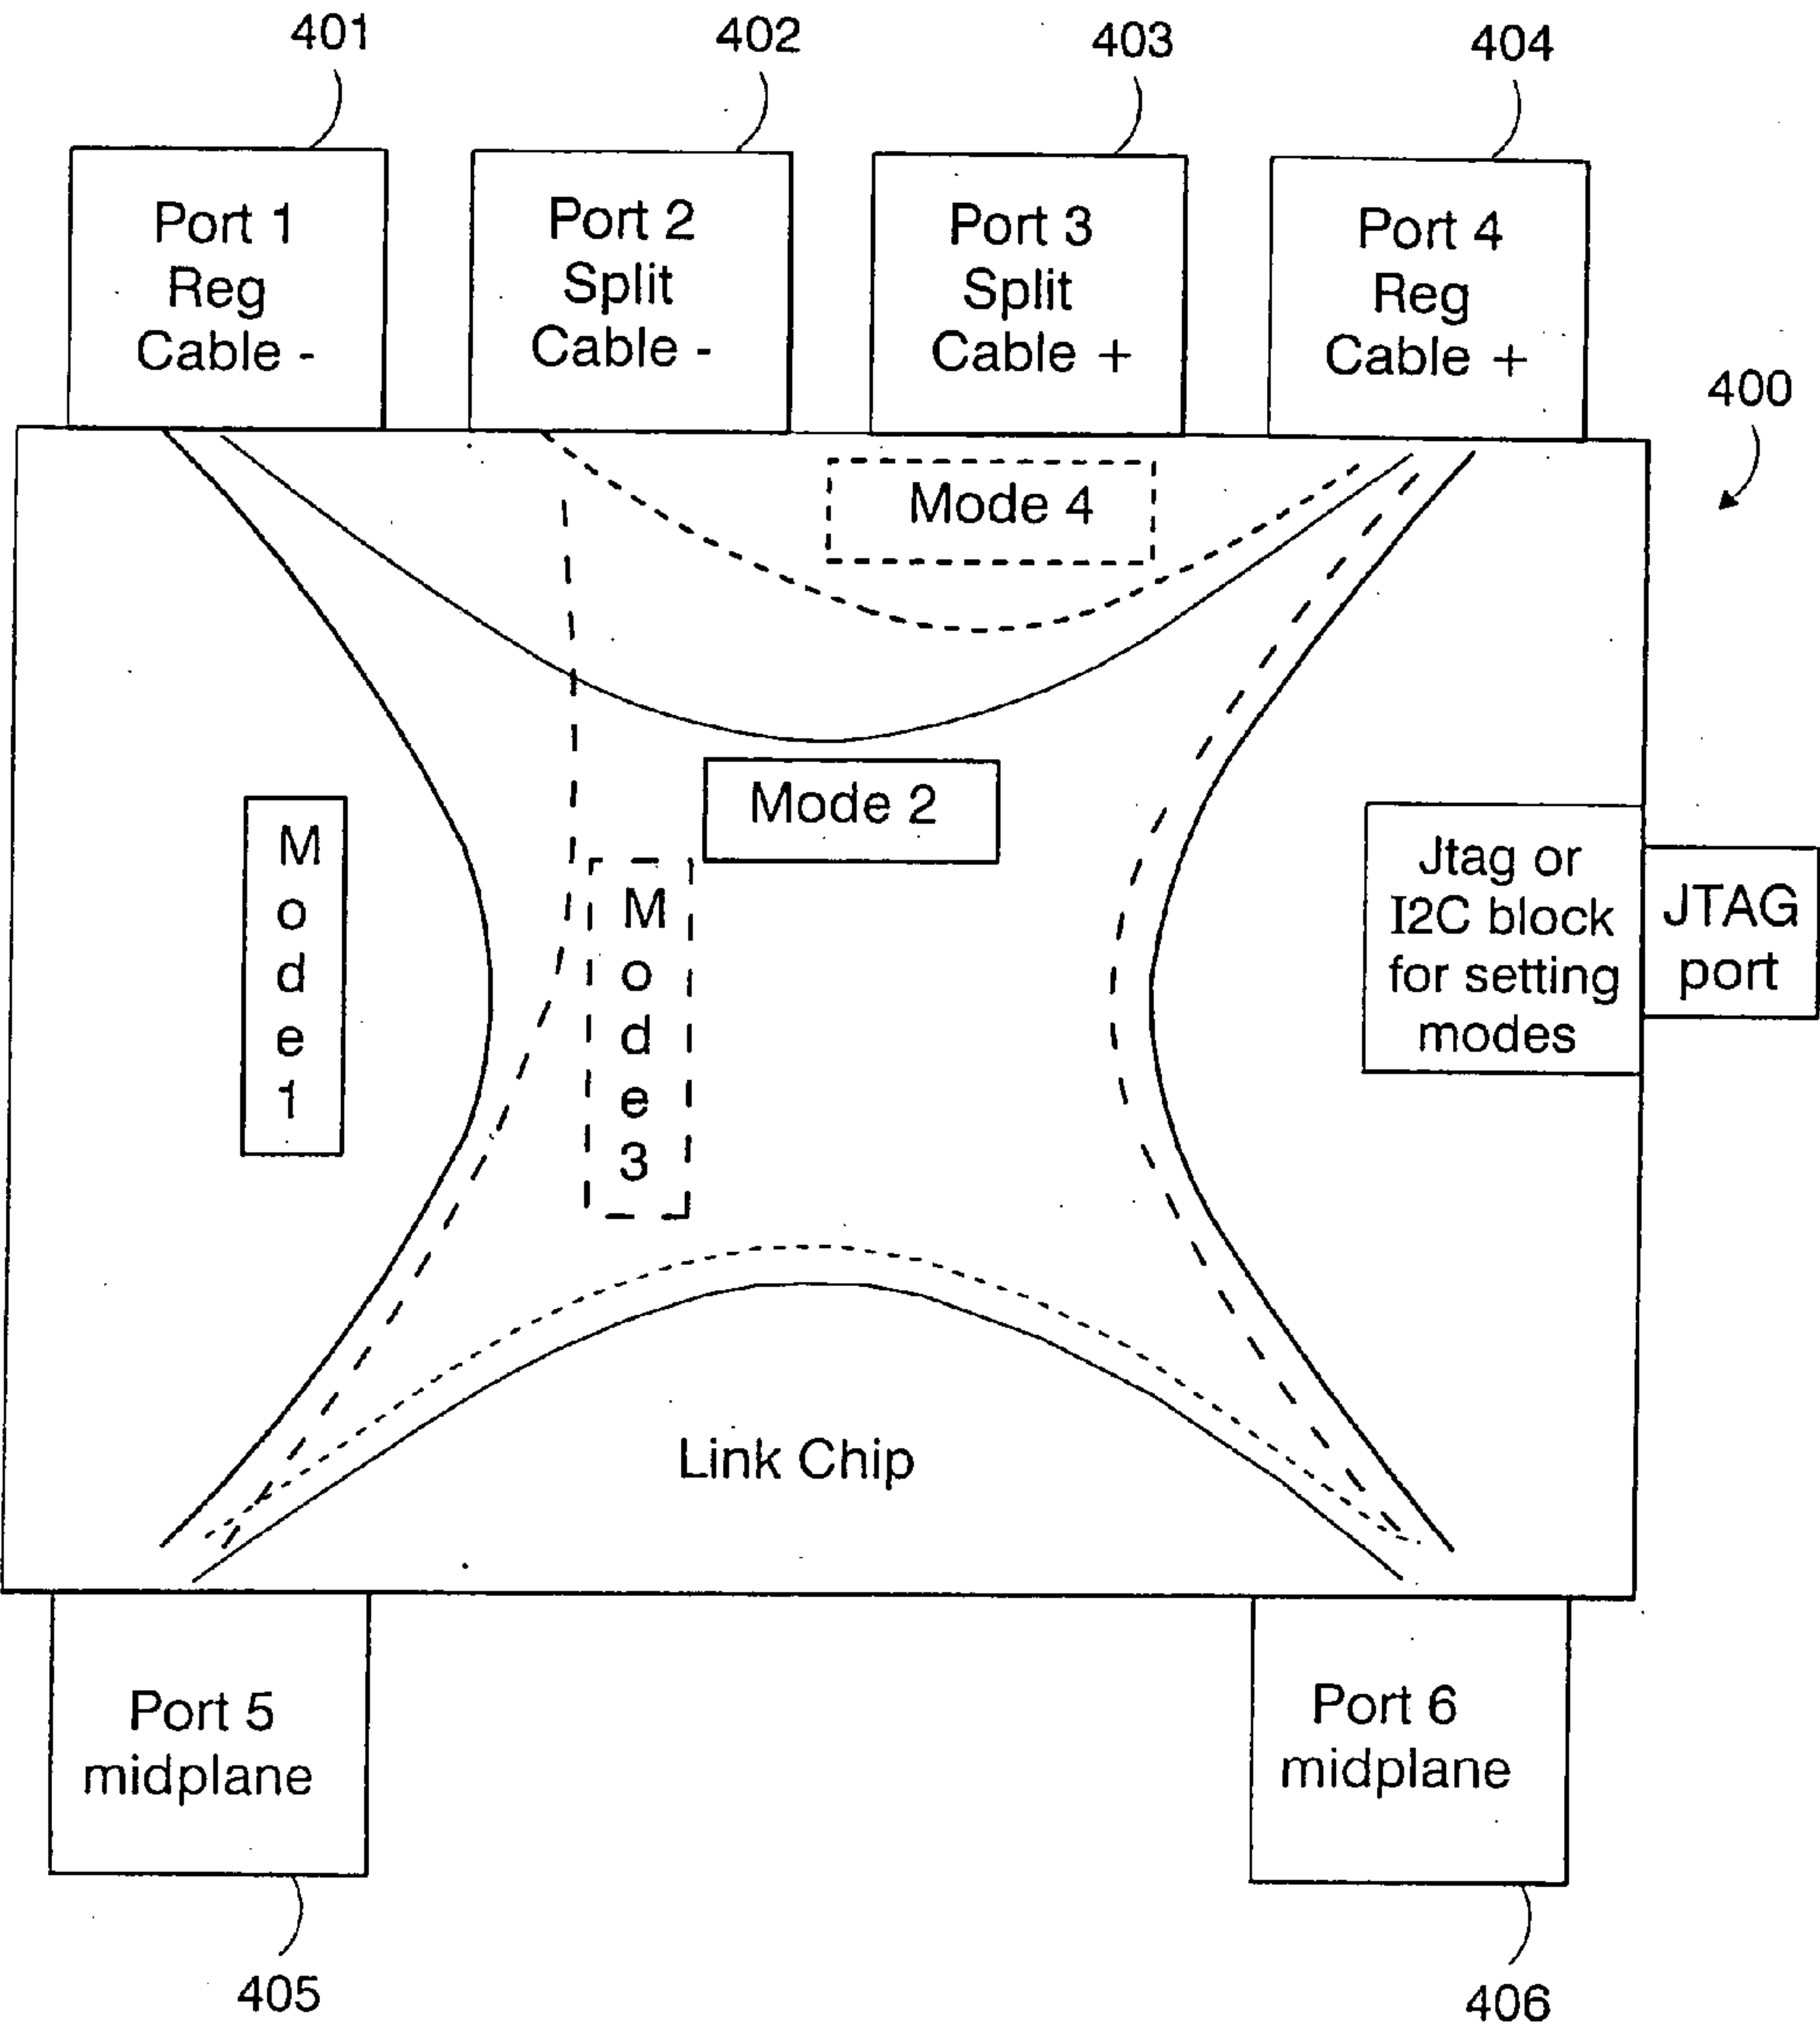 401
402
403
404
Port 1
Reg
Cable -
Port 2
Split
Cable -
Port 3
Split
Cable +
Port 4
Reg
Cable +
400
Mode 4
Mode 2
M
o
d
e
1
M
o
d
e
3
Jtag or
I2C block
for setting
modes
JTAG
port
Link Chip
Port 5
midplane
Port 6
midplane
405
406